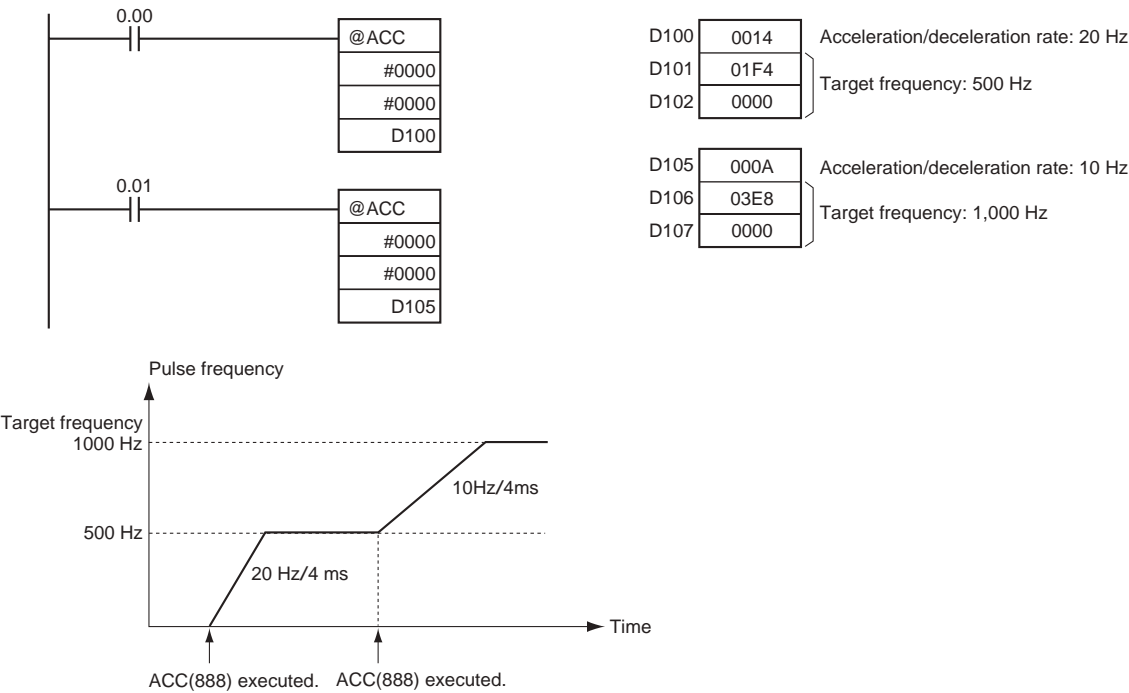 0.00
@ACC
#0000
#0000
D100
D100 0014 Acceleration/deceleration rate: 20 Hz
D101 01F4
D102 0000
Target frequency: 500 Hz
0.01
@ACC
#0000
#0000
D105
D105 000A Acceleration/deceleration rate: 10 Hz
D106 03E8
D107 0000
Target frequency: 1,000 Hz
Pulse frequency
Target frequency
1000 Hz
10Hz/4ms
500 Hz
20 Hz/4 ms
Time
ACC(888) executed. ACC(888) executed.